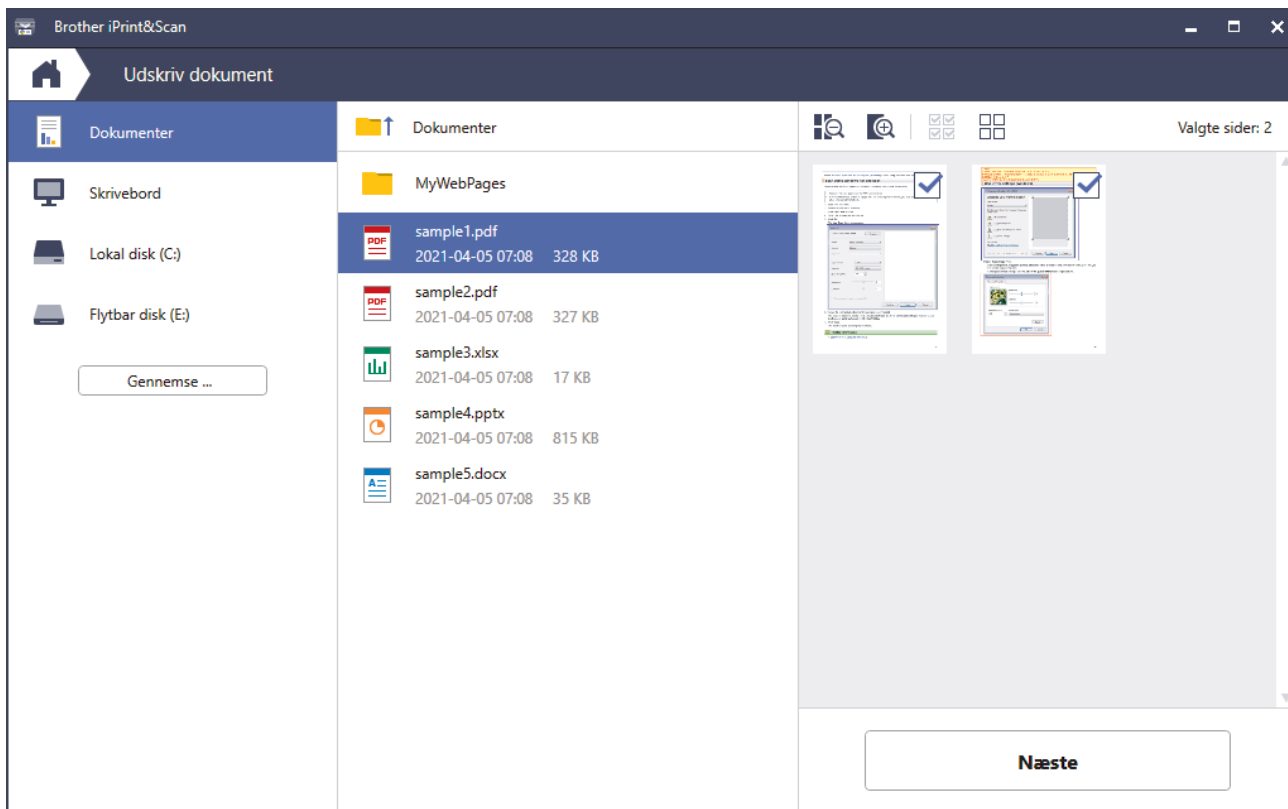 Brother iPrint&Scan
Udskriv dokument
Dokumenter
Skrivebord
Lokal disk (C:)
Flytbar disk (E:)
Gennemse ...
Dokumenter
MyWebPages
sample1.pdf
2021-04-05 07:08 328 KB
sample2.pdf
2021-04-05 07:08 327 KB
sample3.xlsx
2021-04-05 07:08 17 KB
sample4.pptx
2021-04-05 07:08 815 KB
sample5.docx
2021-04-05 07:08 35 KB
Valgte sider: 2
Næste